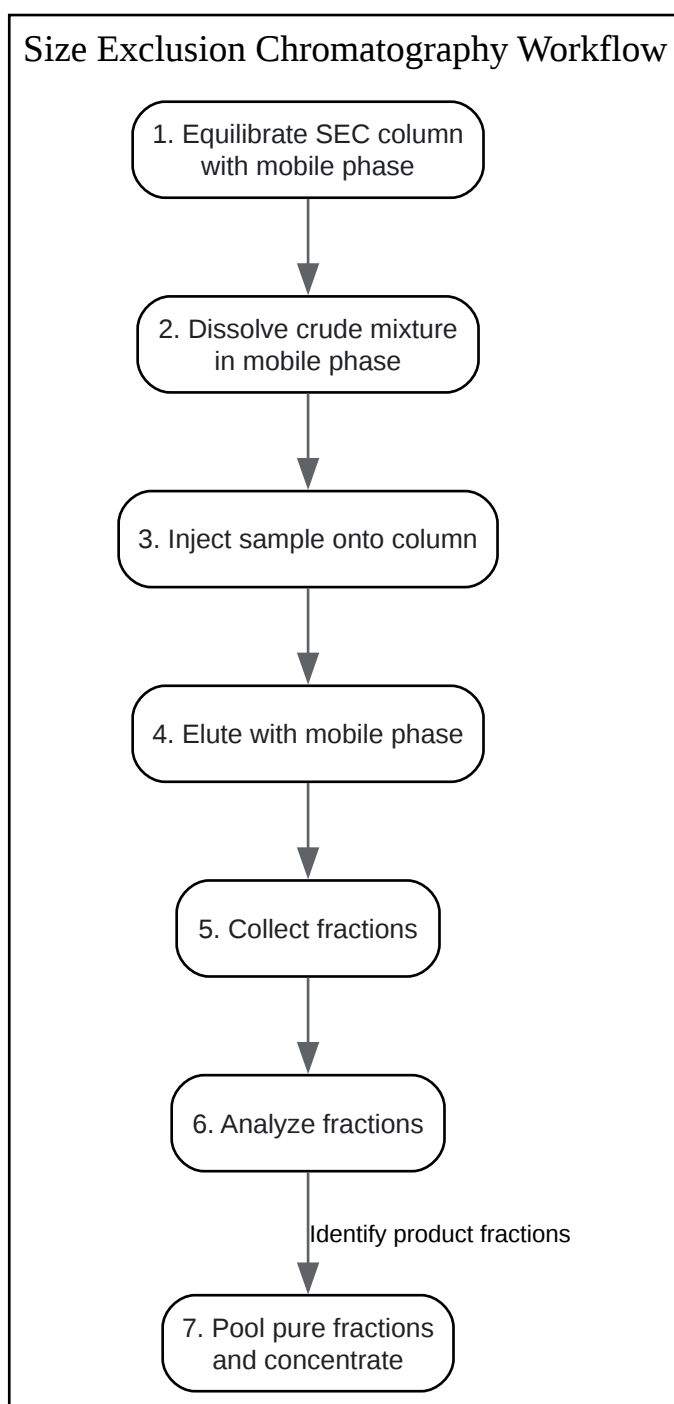 Size Exclusion Chromatography Workflow
1. Equilibrate SEC column
with mobile phase
2. Dissolve crude mixture
in mobile phase
3. Inject sample onto column
4. Elute with mobile phase
5. Collect fractions
6. Analyze fractions
Identify product fractions
7. Pool pure fractions
and concentrate